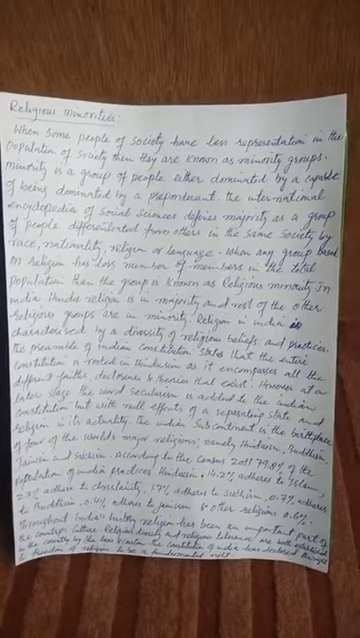 Religious minorities:
When some people of society have less representation in the
population of society then they are known as minority groups.
minority is a group of people either dominated by a capable
of being dominated by a preponderant. the international
encyclopedia of social Sciences defines majority as a group
of people differentiated from others in the same society by
race, nationality, religion or language. When any group based
on religion has less number of members in the total
population than the group is known as Religious minority. In
india Hindu religion is in majority and rest of the other
religious groups are in minority. Religion in india is
characterised by a diversity of religious beliefs and practices.
the preamble of indian constitution states that the entire
constitution is rooted in Hinduism as it encompasses all the
different faiths, & theories that exist. However at a
later stage the word secularism is added to the indian
constitution but with null effects of a separating state and
religion, in its actuality. the indian Subcontinent is the birthplace
of four of the world's major religions; namely Hinduism, Buddhism,
Jainism and Sikhism. According to the Census 2011 79.8% of the
population of india practices Hinduism, 14.2% adheres to Islam,
2.3% adhere to christianity, 1.7% adheres to Sikhism, 0.7% adheres
to Buddhism, 0.4% adheres to jainism & other religions 0.6%.
Throughout India's history religion has been an important part of
the country's Culture Religious diversity and religious tolerance are both established
in the country by the law & custom the constitution of india has declared the right
to freedom of religion to be a fundamental right.